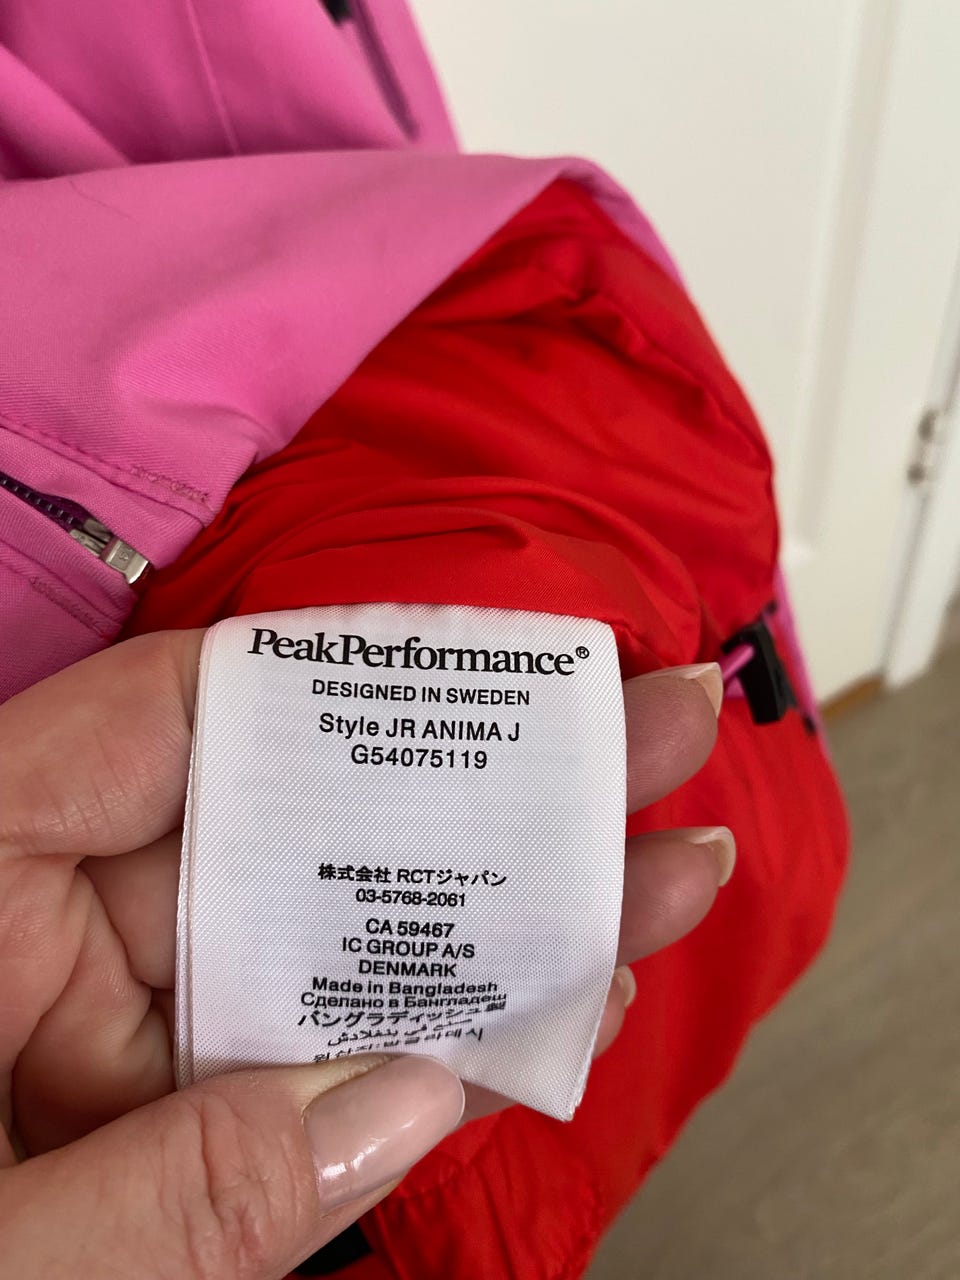 PeakPerformance®
DESIGNED IN SWEDEN
Style JR ANIMA J
G54075119
株式会社 RCTジャパン
03-5768-2061
CA 59467
IC GROUP A/S
DENMARK
Made in Bangladesh
Сделано в Бангладеш
バングラディッシュ製